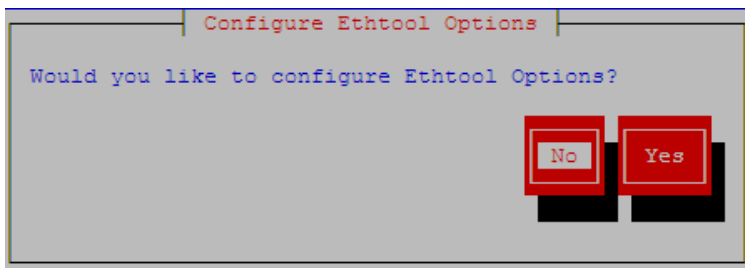 Configure Ethtool Options
Would you like to configure Ethtool Options?
No Yes